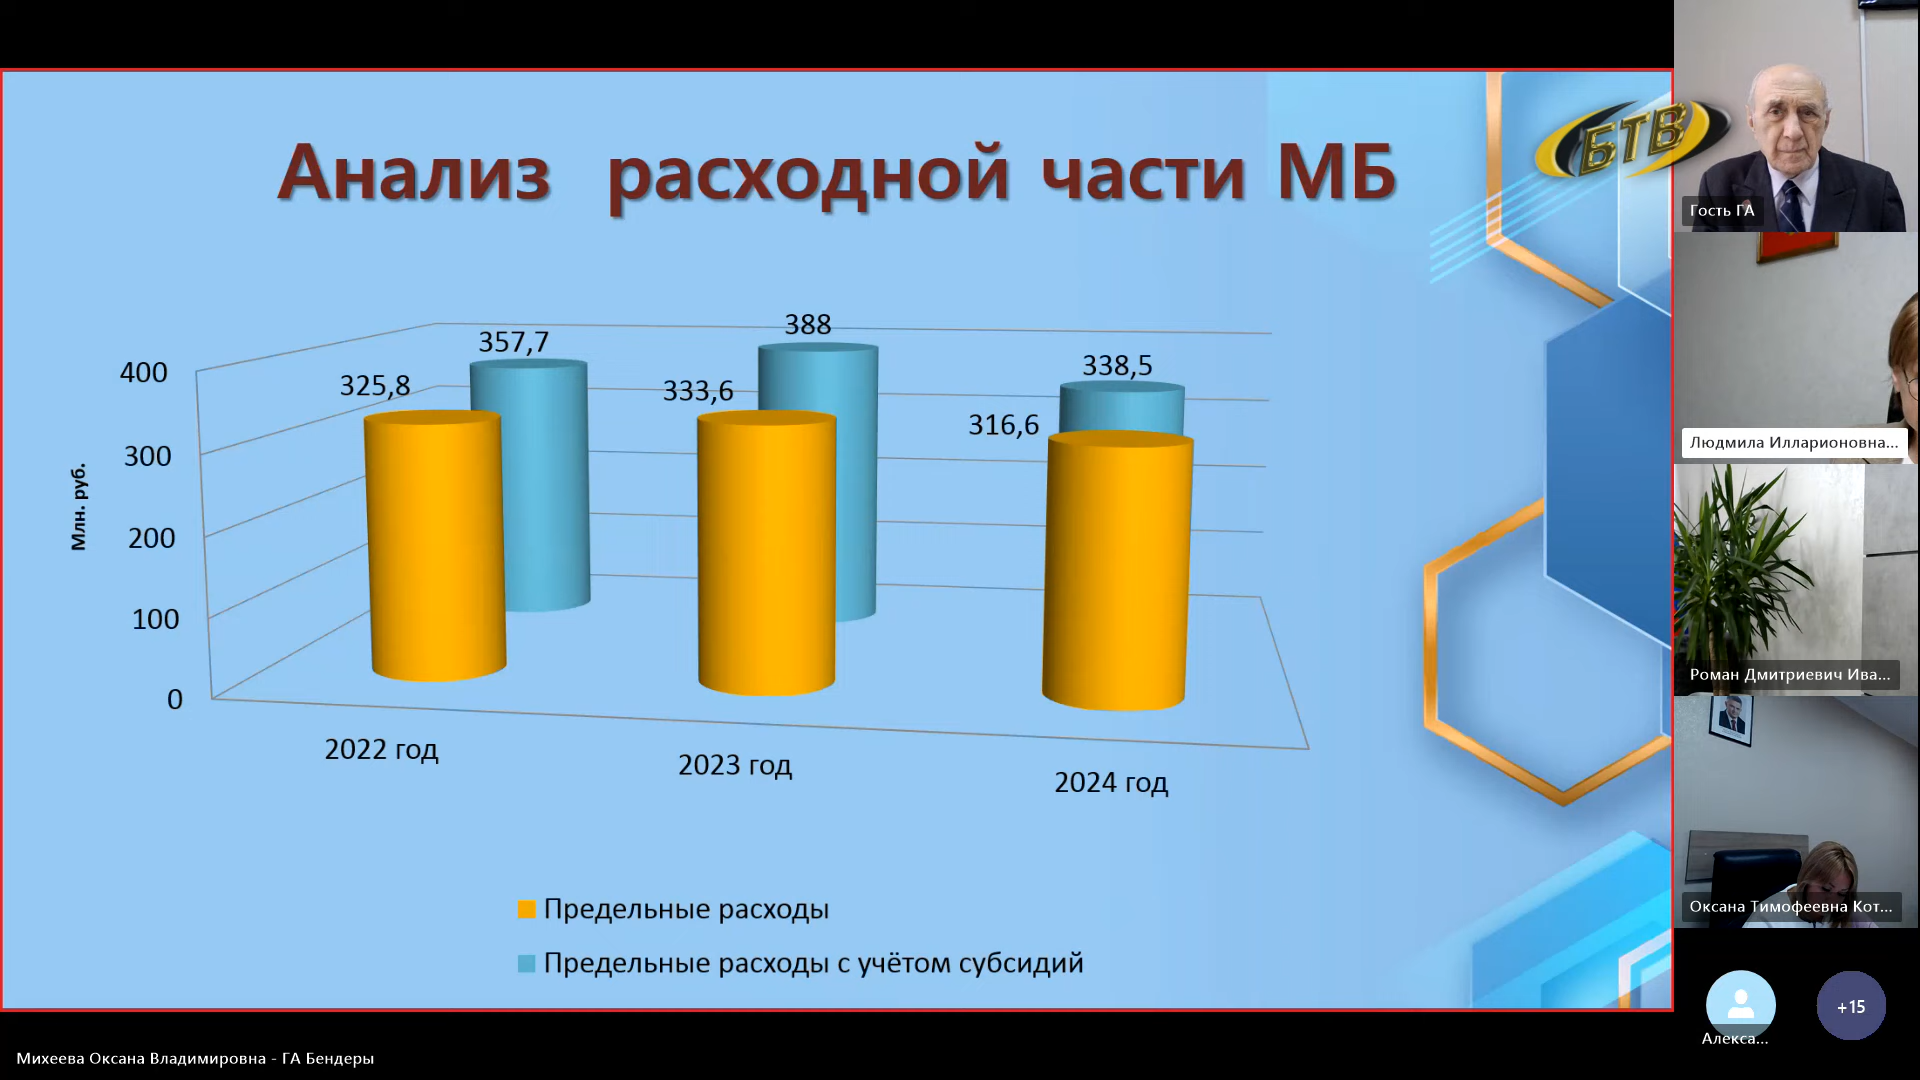 Анализ расходной части МБ
БТВ
Млн. руб.
400
300
200
100
0
325,8
357,7
333,6
388
316,6
338,5
2022 год
2023 год
2024 год
Предельные расходы
Предельные расходы с учётом субсидий
Гость ГА
Людмила Илларионовна...
Роман Дмитриевич Ива...
Оксана Тимофеевна Кот...
Алекса...
+15
Михеева Оксана Владимировна - ГА Бендеры